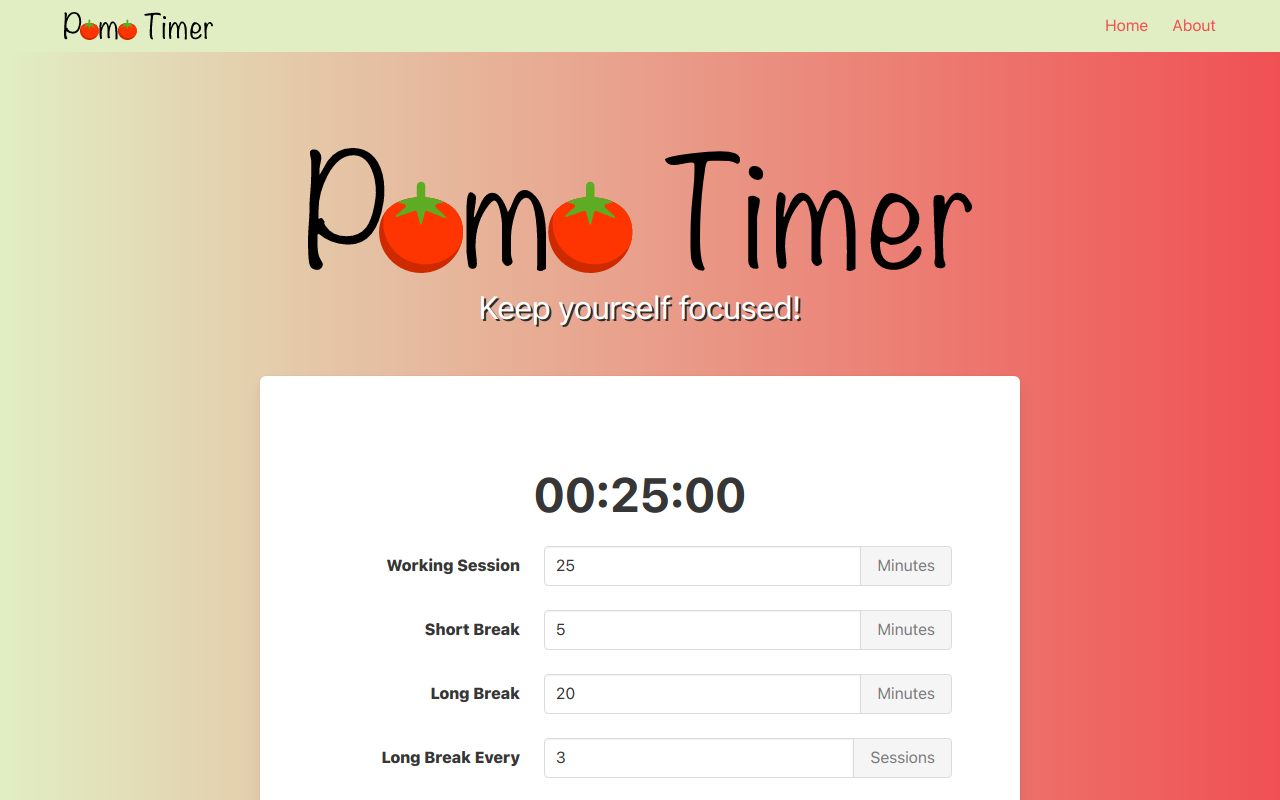 Pomo Timer
Home
About
Pomo Timer
Keep yourself focused!
00:25:00
Working Session
25
Minutes
Short Break
5
Minutes
Long Break
20
Minutes
Long Break Every
3
Sessions